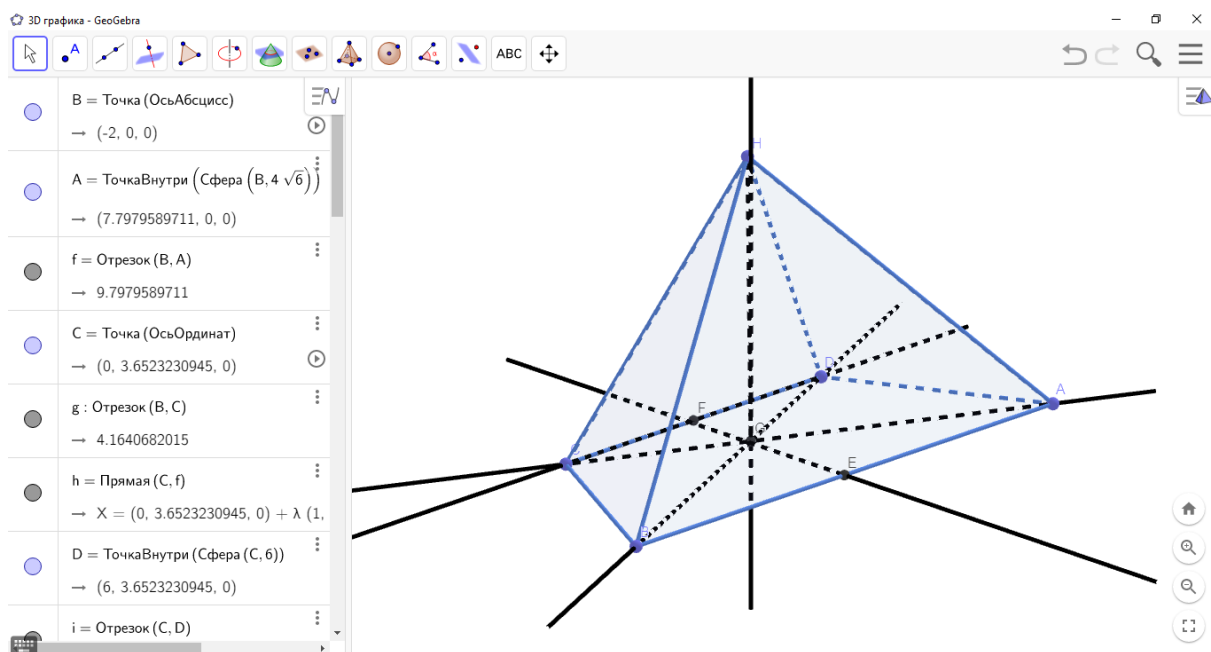 3D графика - GeoGebra
A
ABC
B = Точка (ОсьАбсцисс)
→ (-2, 0, 0)
A = ТочкаВнутри (Сфера (B, 4 √6))
→ (7.7979589711, 0, 0)
f = Отрезок (B, A)
→ 9.7979589711
C = Точка (ОсьОрдинат)
→ (0, 3.6523230945, 0)
g : Отрезок (B, C)
→ 4.1640682015
h = Прямая (C, f)
→ X = (0, 3.6523230945, 0) + λ (1,
D = ТочкаВнутри (Сфера (C, 6))
→ (6, 3.6523230945, 0)
i = Отрезок (C, D)
H
D
A
F
G
E